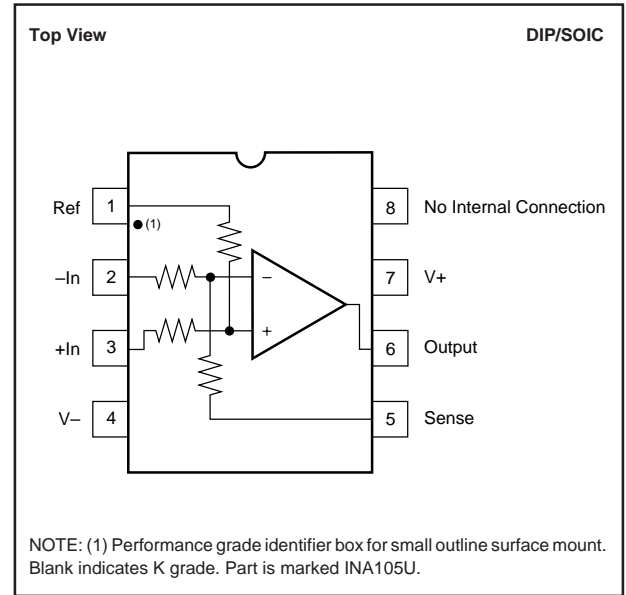 Top View DIP/SOIC
Ref 1 8 No Internal Connection
(1)
–In 2 – 7 V+
+In 3 + 6 Output
V– 4 5 Sense
NOTE: (1) Performance grade identifier box for small outline surface mount.
Blank indicates K grade. Part is marked INA105U.